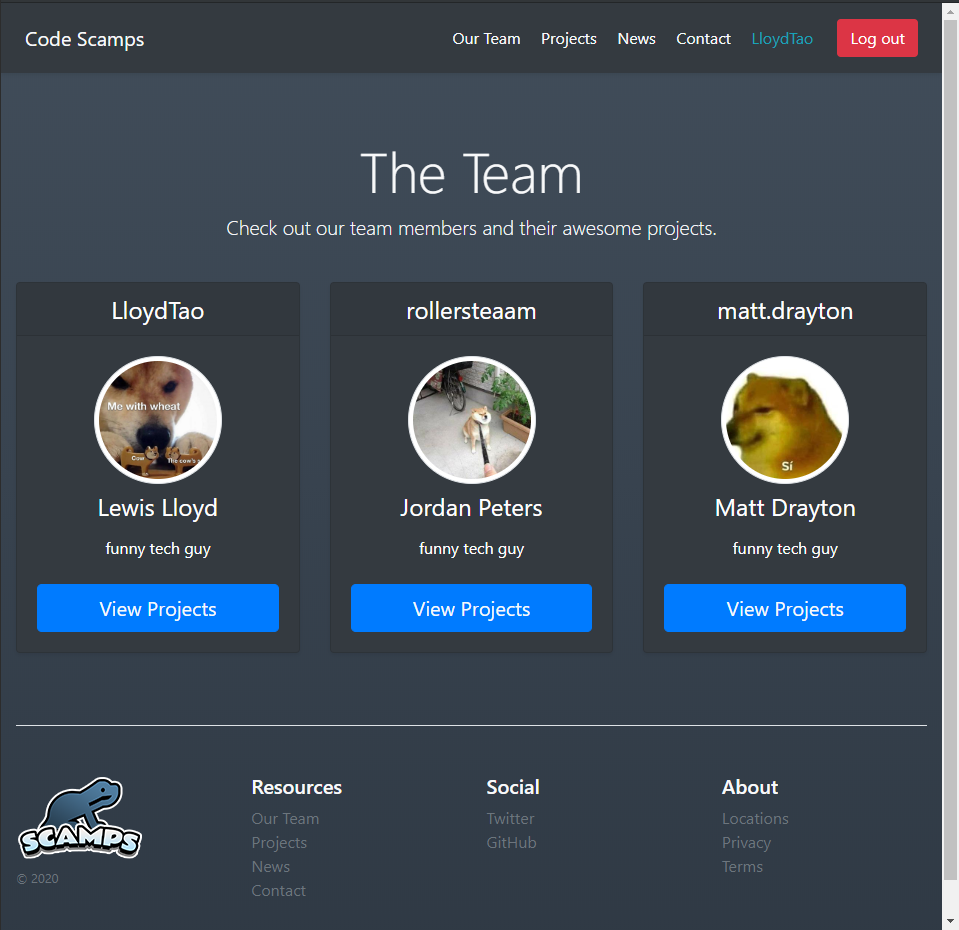 Code Scamps
Our Team Projects News Contact LloydTao Log out
The Team
Check out our team members and their awesome projects.
LloydTao
Me with wheat
Cow
The cow's
Lewis Lloyd
funny tech guy
View Projects
rollersteaam
Jordan Peters
funny tech guy
View Projects
matt.drayton
Sí
Matt Drayton
funny tech guy
View Projects
SCAMPS
© 2020
Resources
Our Team
Projects
News
Contact
Social
Twitter
GitHub
About
Locations
Privacy
Terms